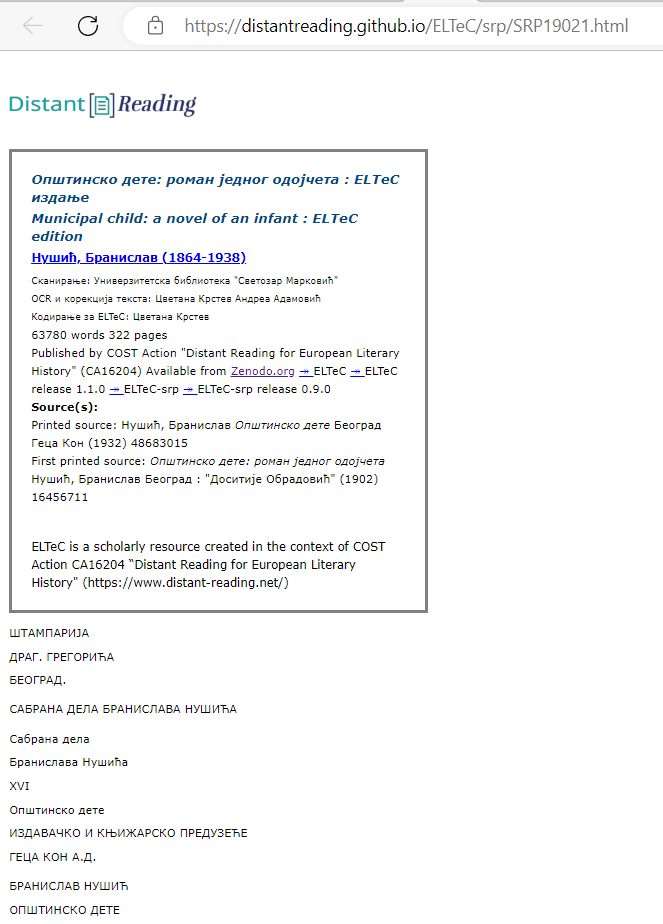 https://distantreading.github.io/ELTeC/srp/SRP19021.html
Distant Reading
Општинско дете: роман једног одојчета : ELTeC
издање
Municipal child: a novel of an infant : ELTeC
edition
Нушић, Бранислав (1864-1938)
Сканирање: Универзитетска библиотека "Светозар Марковић"
OCR и корекција текста: Цветана Крстев Андреа Адамовић
Кодирање за ELTeC: Цветана Крстев
63780 words 322 pages
Published by COST Action "Distant Reading for European Literary
History" (CA16204) Available from Zenodo.org ↠ ELTeC ↠ ELTeC
release 1.1.0 ↠ ELTeC-srp ↠ ELTeC-srp release 0.9.0
Source(s):
Printed source: Нушић, Бранислав Општинско дете Београд
Геца Кон (1932) 48683015
First printed source: Општинско дете: роман једног одојчета
Нушић, Бранислав Београд : "Доситије Обрадовић" (1902)
16456711
ELTeC is a scholarly resource created in the context of COST
Action CA16204 “Distant Reading for European Literary
History" (https://www.distant-reading.net/)
ШТАМПАРИЈА
ДРАГ. ГРЕГОРИЋА
БЕОГРАД.
САБРАНА ДЕЛА БРАНИСЛАВА НУШИЋА
Сабрана дела
Бранислава Нушића
XVI
Општинско дете
ИЗДАВАЧКО И КЊИЖАРСКО ПРЕДУЗЕЋЕ
ГЕЦА КОН А.Д.
БРАНИСЛАВ НУШИЋ
ОПШТИНСКО ДЕТЕ